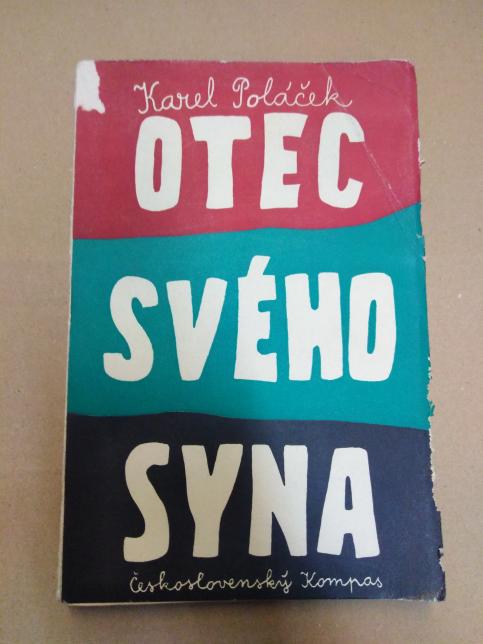 Karel Poláček
OTEC
SVÉHO
SYNA
Československý Kompas